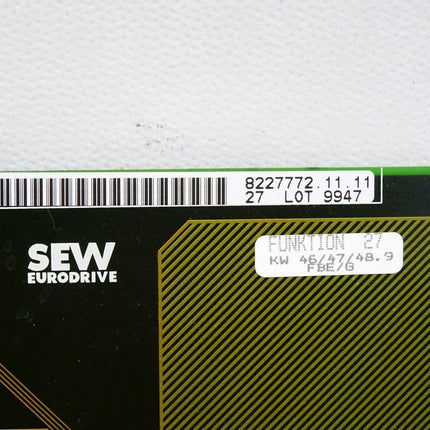 8227772.11.11
27 LOT 9947
SEW
EURODRIVE
FUNKTION 27
KW 46/47/48.9
FBE/G